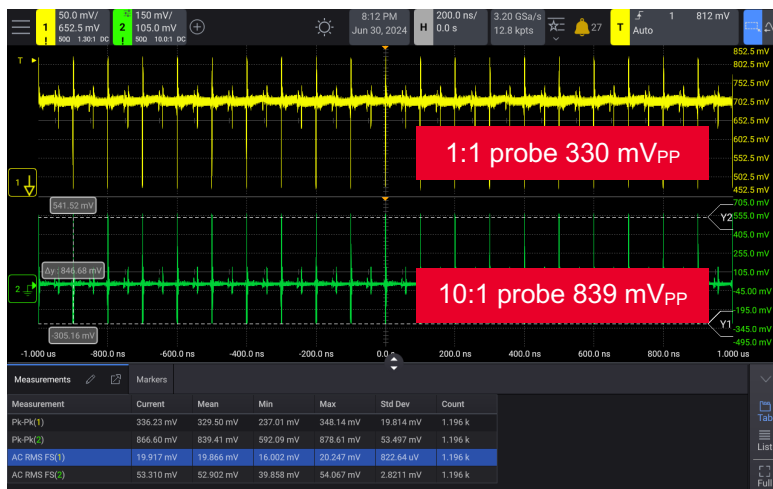 1 50.0 mV/ 652.5 mV 50Ω 1.30:1 DC
2 150 mV/ 105.0 mV 50Ω 10.0:1 DC
8:12 PM
Jun 30, 2024
H 200.0 ns/ 0.0 s
3.20 GSa/s
12.8 kpts
27
T 1 812 mV
Auto
T
852.5 mV
802.5 mV
752.5 mV
702.5 mV
652.5 mV
602.5 mV
552.5 mV
502.5 mV
452.5 mV
1:1 probe 330 mVPP
1
541.52 mV
705.0 mV
Y2
555.0 mV
405.0 mV
255.0 mV
Δy : 846.68 mV
105.0 mV
2
-45.00 mV
10:1 probe 839 mVPP
-195.0 mV
Y1
-345.0 mV
-305.16 mV
-495.0 mV
-1.000 us -800.0 ns -600.0 ns -400.0 ns -200.0 ns 0.0 200.0 ns 400.0 ns 600.0 ns 800.0 ns 1.000 us
Measurements Markers
Measurement Current Mean Min Max Std Dev Count
Pk-Pk(1) 336.23 mV 329.50 mV 237.01 mV 348.14 mV 19.814 mV 1.196 k
Pk-Pk(2) 866.60 mV 839.41 mV 592.09 mV 878.61 mV 53.497 mV 1.196 k
AC RMS FS(1) 19.917 mV 19.866 mV 16.002 mV 20.247 mV 822.64 uV 1.196 k
AC RMS FS(2) 53.310 mV 52.902 mV 39.858 mV 54.067 mV 2.8211 mV 1.196 k
Tab
List
Full